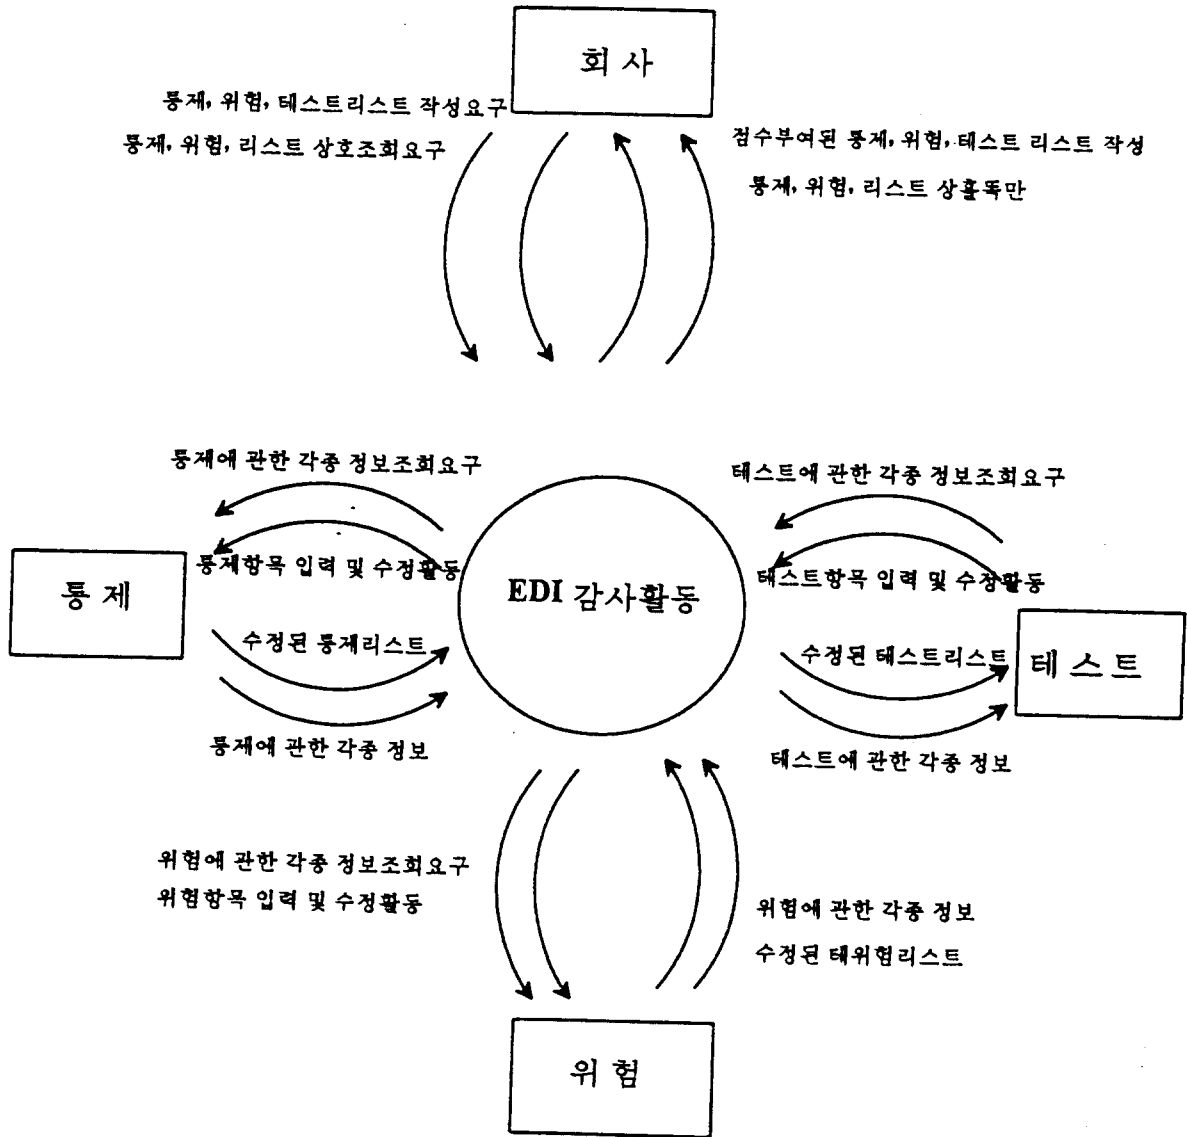 회 사
통제, 위험, 테스트리스트 작성요구
통제, 위험, 리스트 상호조회요구
점수부여된 통제, 위험, 테스트 리스트 작성
통제, 위험, 리스트 상흘똑만
통제에 관한 각종 정보조회요구
테스트에 관한 각종 정보조회요구
통제항목 입력 및 수정활동
EDI 감사활동
테스트항목 입력 및 수정활동
통 제
수정된 통제리스트
수정된 테스트리스트
테 스 트
통제에 관한 각종 정보
테스트에 관한 각종 정보
위험에 관한 각종 정보조회요구
위험항목 입력 및 수정활동
위험에 관한 각종 정보
수정된 태위험리스트
위 험